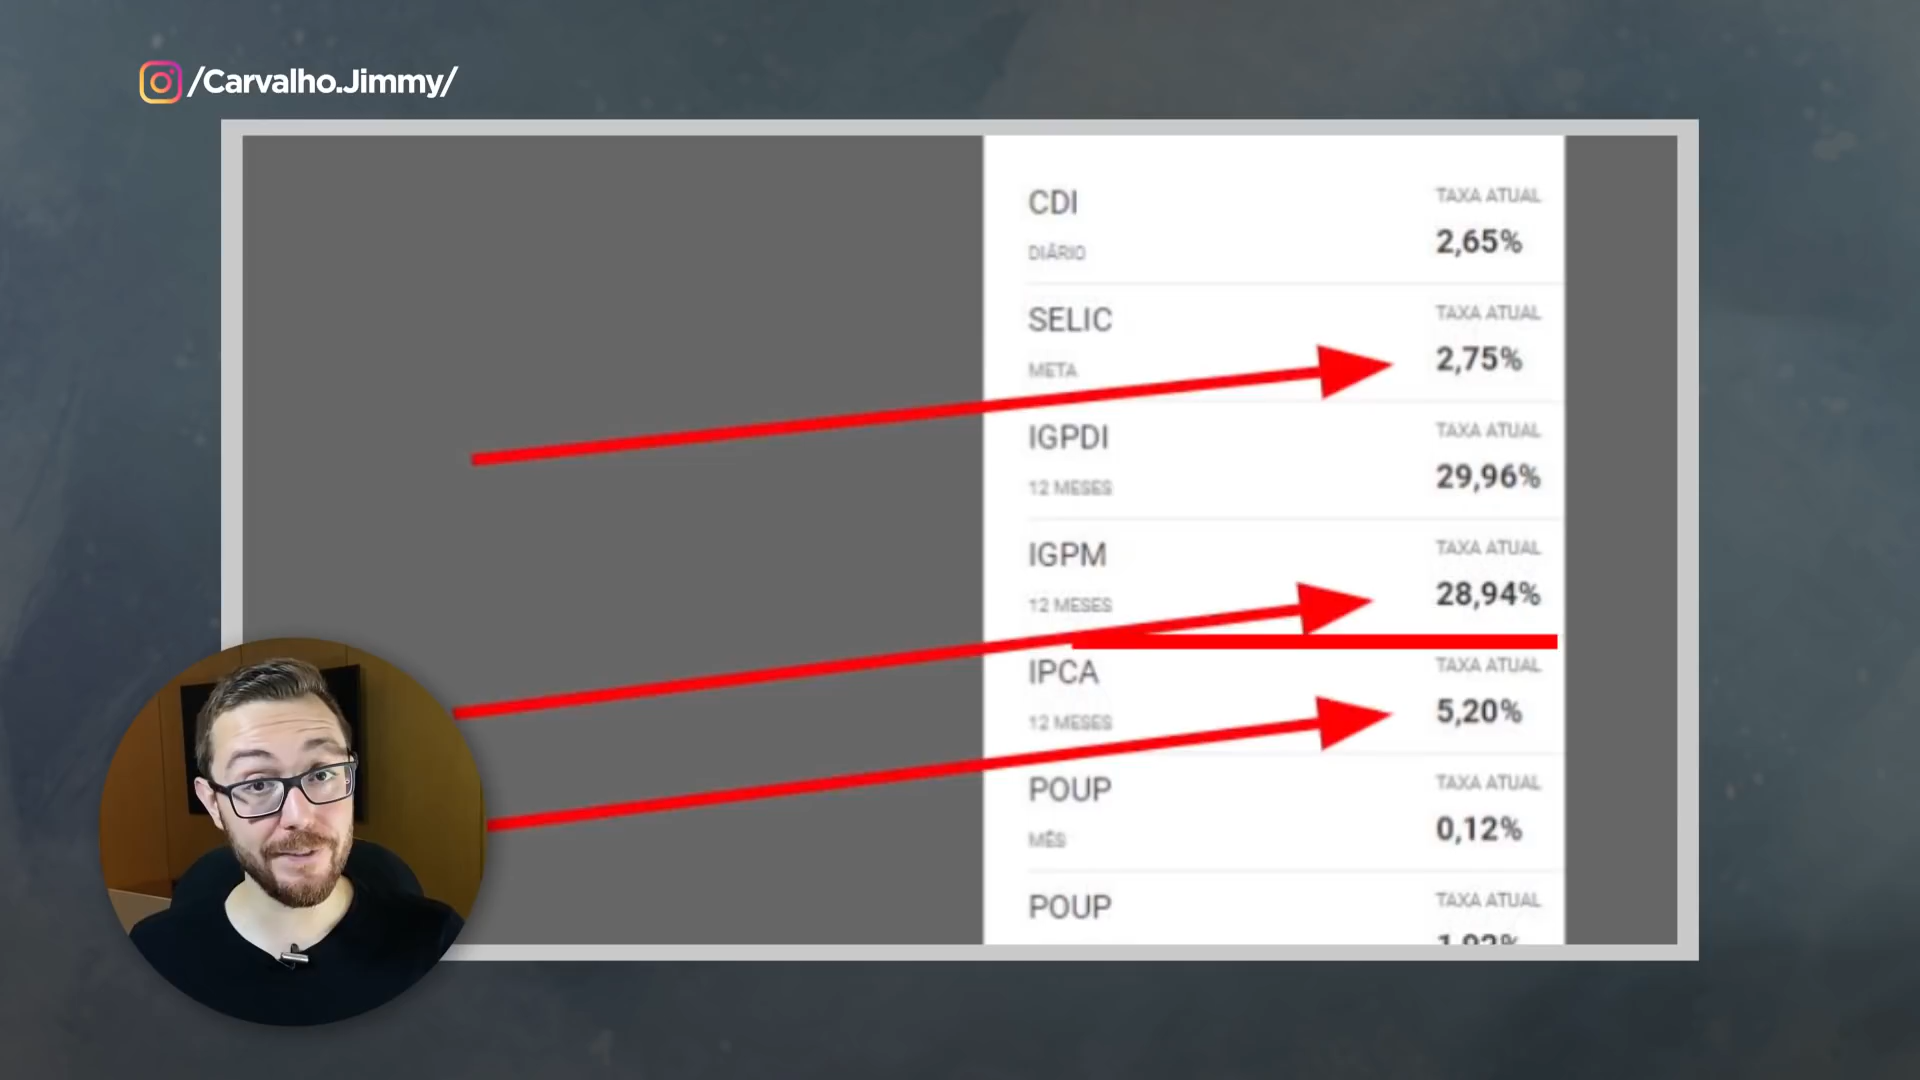 /Carvalho.Jimmy/
CDI
TAXA ATUAL
DIÁRIO
2,65%
SELIC
TAXA ATUAL
META
2,75%
IGPDI
TAXA ATUAL
12 MESES
29,96%
IGPM
TAXA ATUAL
12 MESES
28,94%
IPCA
TAXA ATUAL
12 MESES
5,20%
POUP
TAXA ATUAL
MÊS
0,12%
POUP
TAXA ATUAL